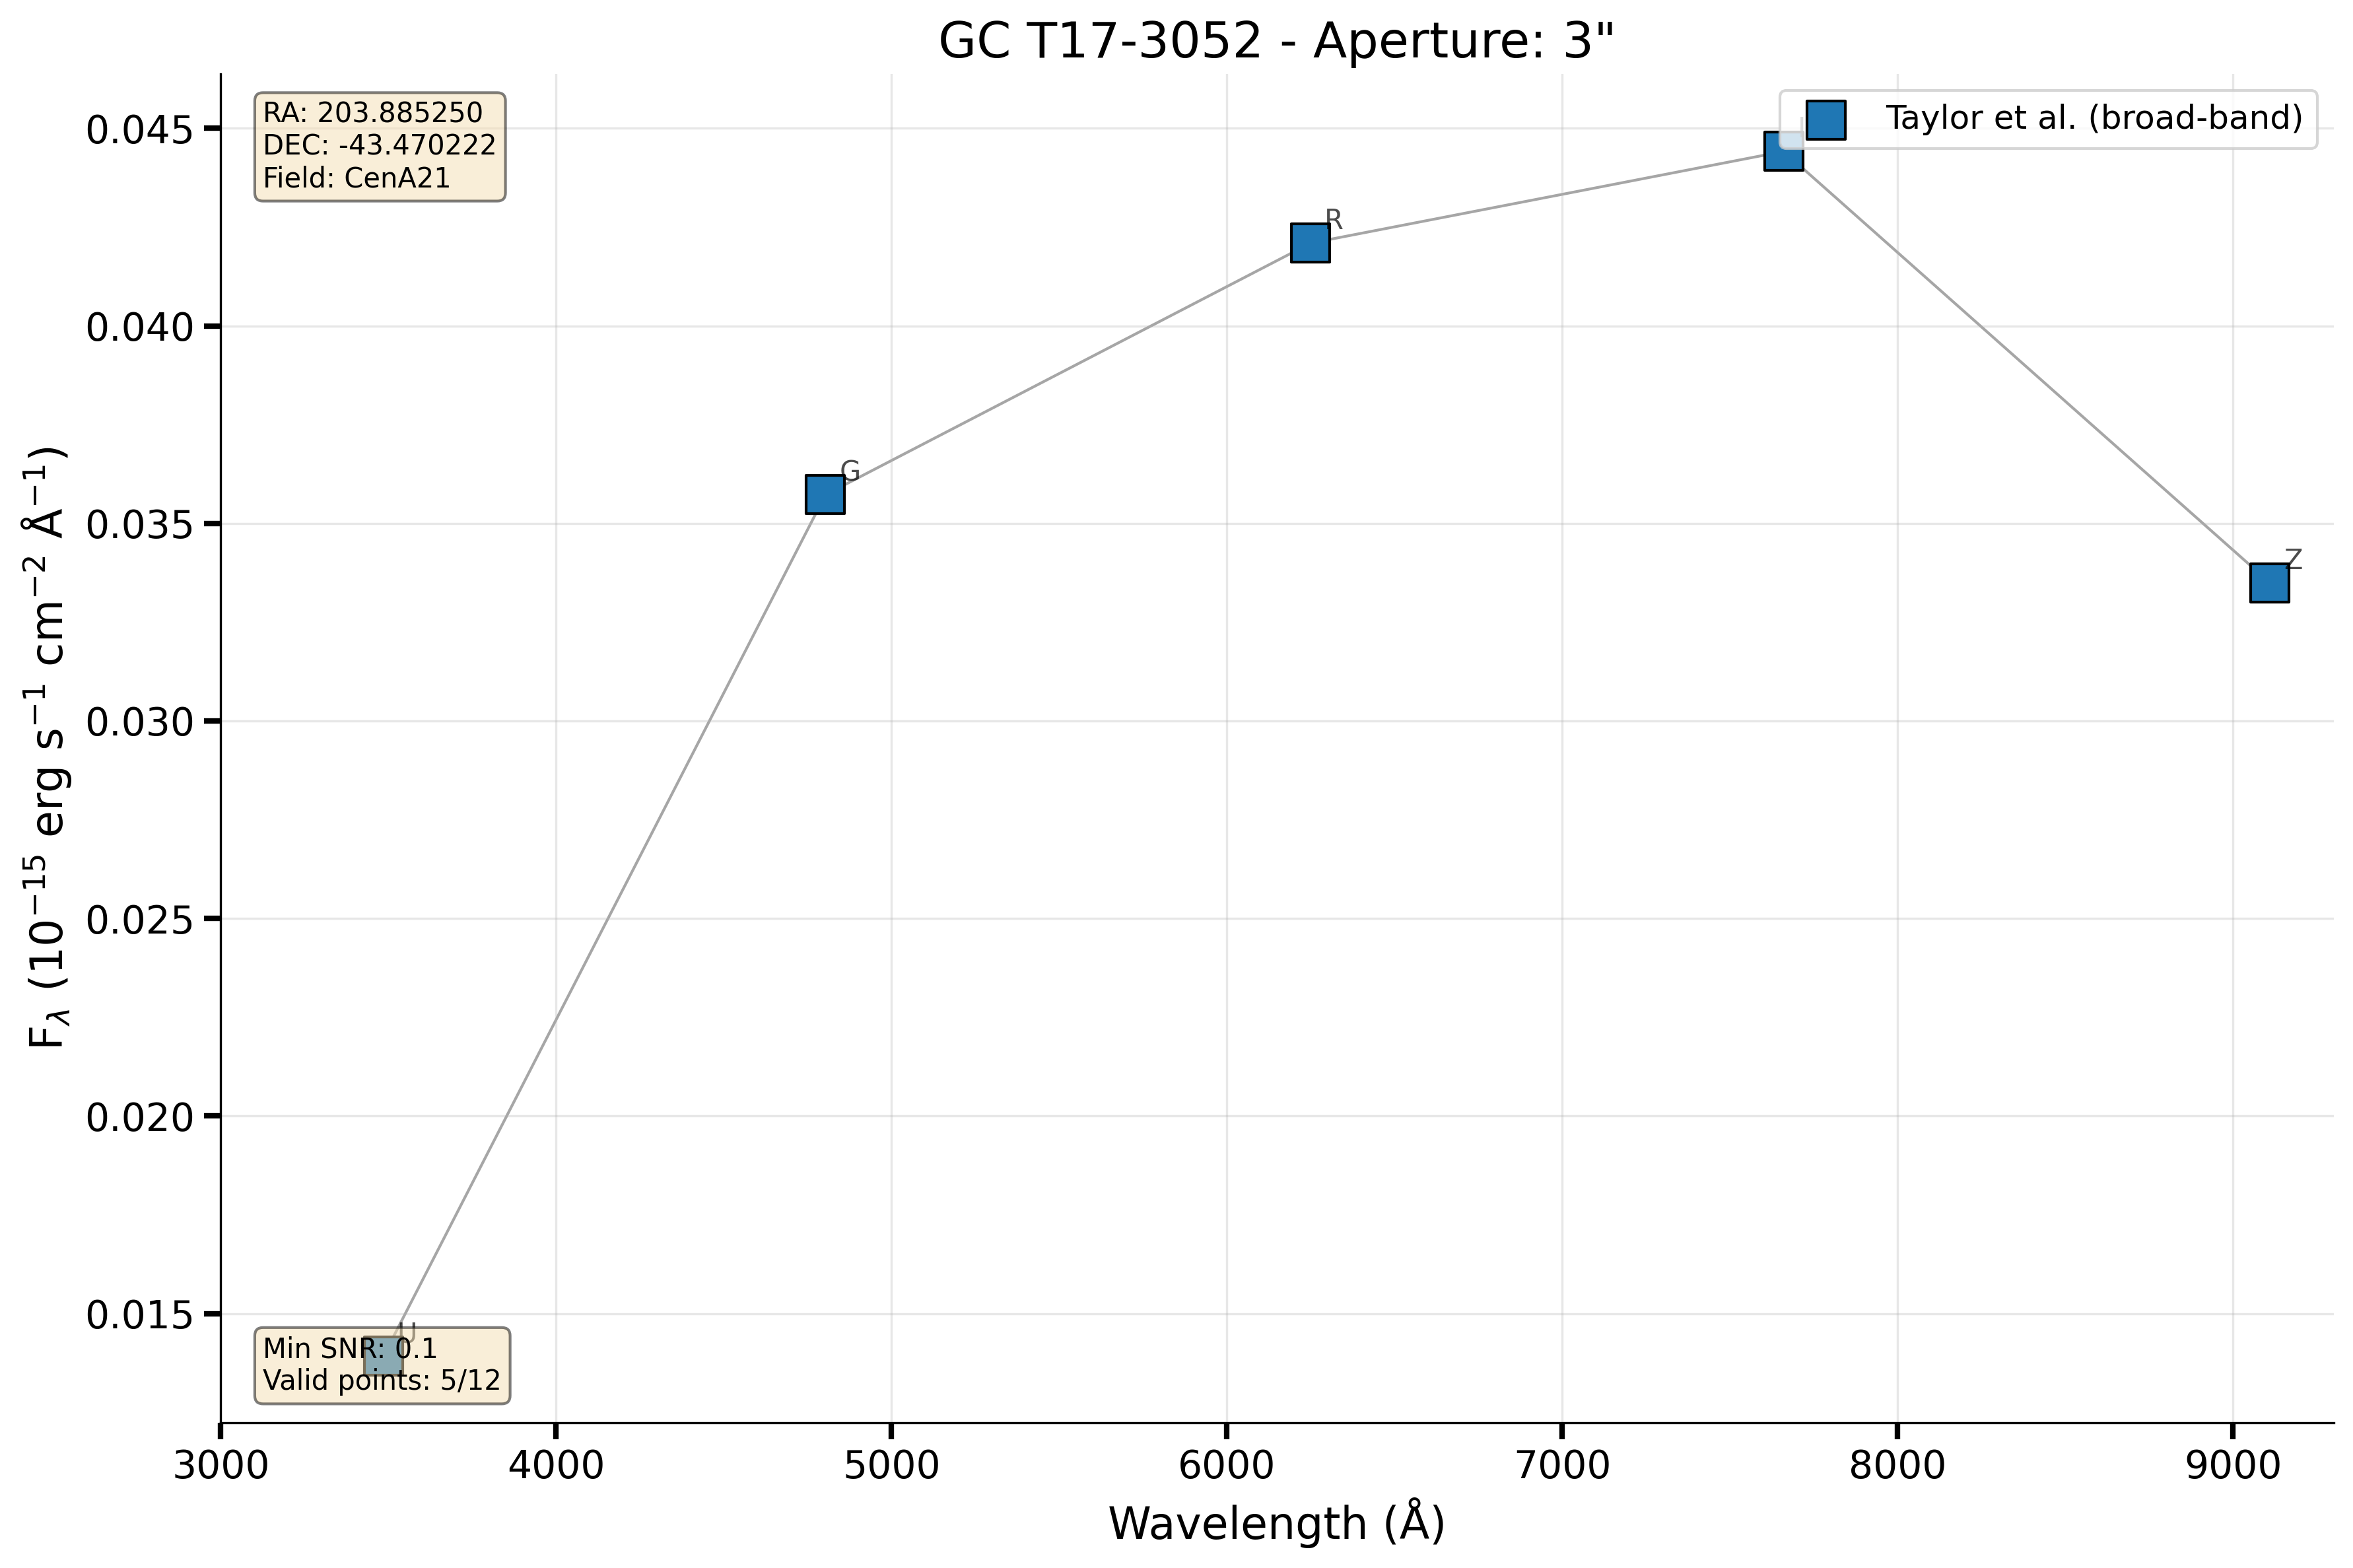 GC T17-3052 - Aperture: 3"
RA: 203.885250
DEC: -43.470222
Field: CenA21
Taylor et al. (broad-band)
0.045
0.040
0.035
0.030
0.025
0.020
0.015
F_λ (10⁻¹⁵ erg s⁻¹ cm⁻² Å⁻¹)
R
G
Z
U
Min SNR: 0.1
Valid points: 5/12
3000 4000 5000 6000 7000 8000 9000
Wavelength (Å)